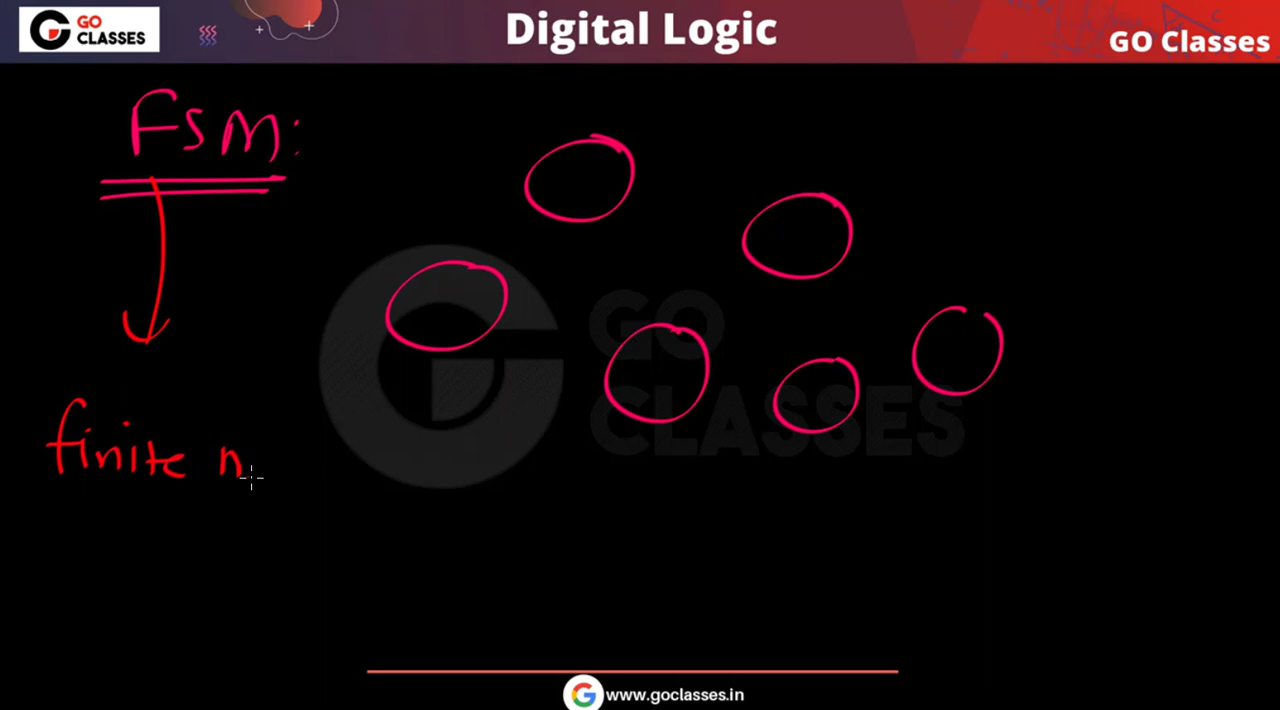 GO
CLASSES
Digital Logic
GO Classes
FSM:
GO
CLASSES
finite n
www.goclasses.in